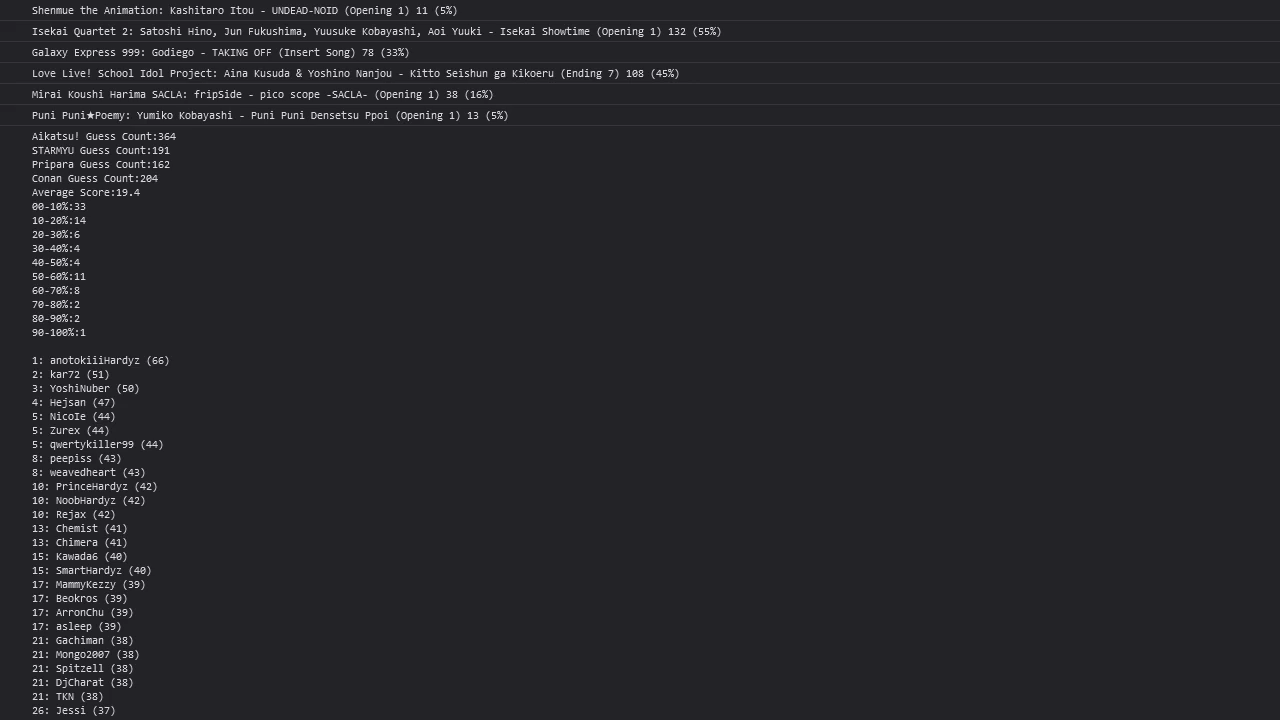 Shenmue the Animation: Kashitaro Itou - UNDEAD-NOID (Opening 1) 11 (5%)
Isekai Quartet 2: Satoshi Hino, Jun Fukushima, Yuusuke Kobayashi, Aoi Yuuki - Isekai Showtime (Opening 1) 132 (55%)
Galaxy Express 999: Godiego - TAKING OFF (Insert Song) 78 (33%)
Love Live! School Idol Project: Aina Kusuda & Yoshino Nanjou - Kitto Seishun ga Kikoeru (Ending 7) 108 (45%)
Mirai Koushi Harima SACLA: fripSide - pico scope -SACLA- (Opening 1) 38 (16%)
Puni Puni★Poemy: Yumiko Kobayashi - Puni Puni Densetsu Ppoi (Opening 1) 13 (5%)
Aikatsu! Guess Count:364
STARMYU Guess Count:191
Pripara Guess Count:162
Conan Guess Count:204
Average Score:19.4
00-10%:33
10-20%:14
20-30%:6
30-40%:4
40-50%:4
50-60%:11
60-70%:8
70-80%:2
80-90%:2
90-100%:1
1: anotokiiiHardyz (66)
2: kar72 (51)
3: YoshiNuber (50)
4: Hejsan (47)
5: NicoIe (44)
5: Zurex (44)
5: qwertykiller99 (44)
8: peepiss (43)
8: weavedheart (43)
10: PrinceHardyz (42)
10: NoobHardyz (42)
10: Rejax (42)
13: Chemist (41)
13: Chimera (41)
15: Kawada6 (40)
15: SmartHardyz (40)
17: MammyKezzy (39)
17: Beokros (39)
17: ArronChu (39)
17: asleep (39)
21: Gachiman (38)
21: Mongo2007 (38)
21: Spitzell (38)
21: DjCharat (38)
21: TKN (38)
26: Jessi (37)